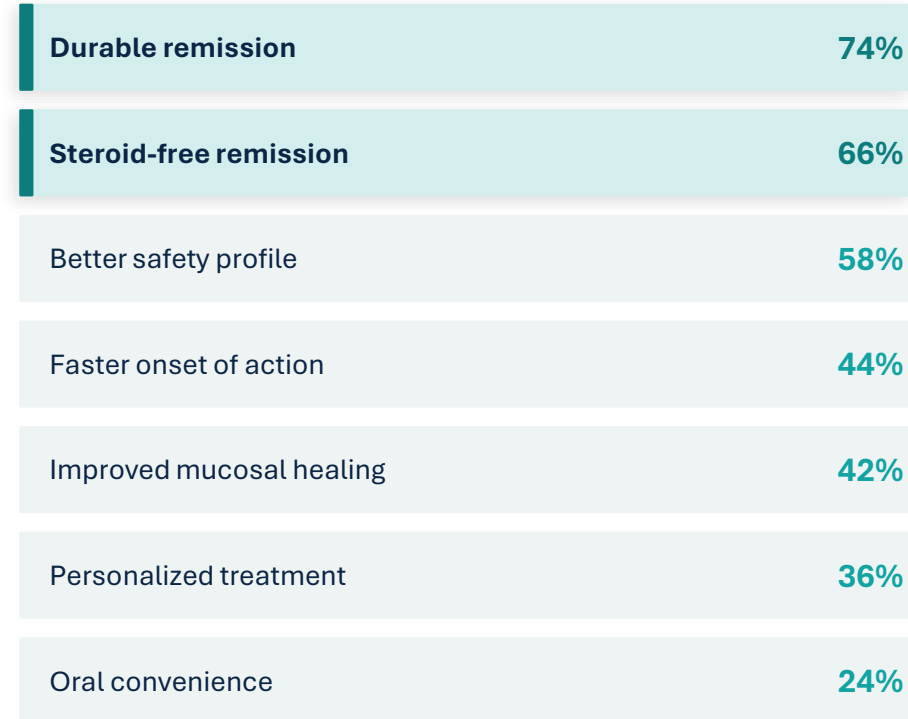 Durable remission 74%
Steroid-free remission 66%
Better safety profile 58%
Faster onset of action 44%
Improved mucosal healing 42%
Personalized treatment 36%
Oral convenience 24%